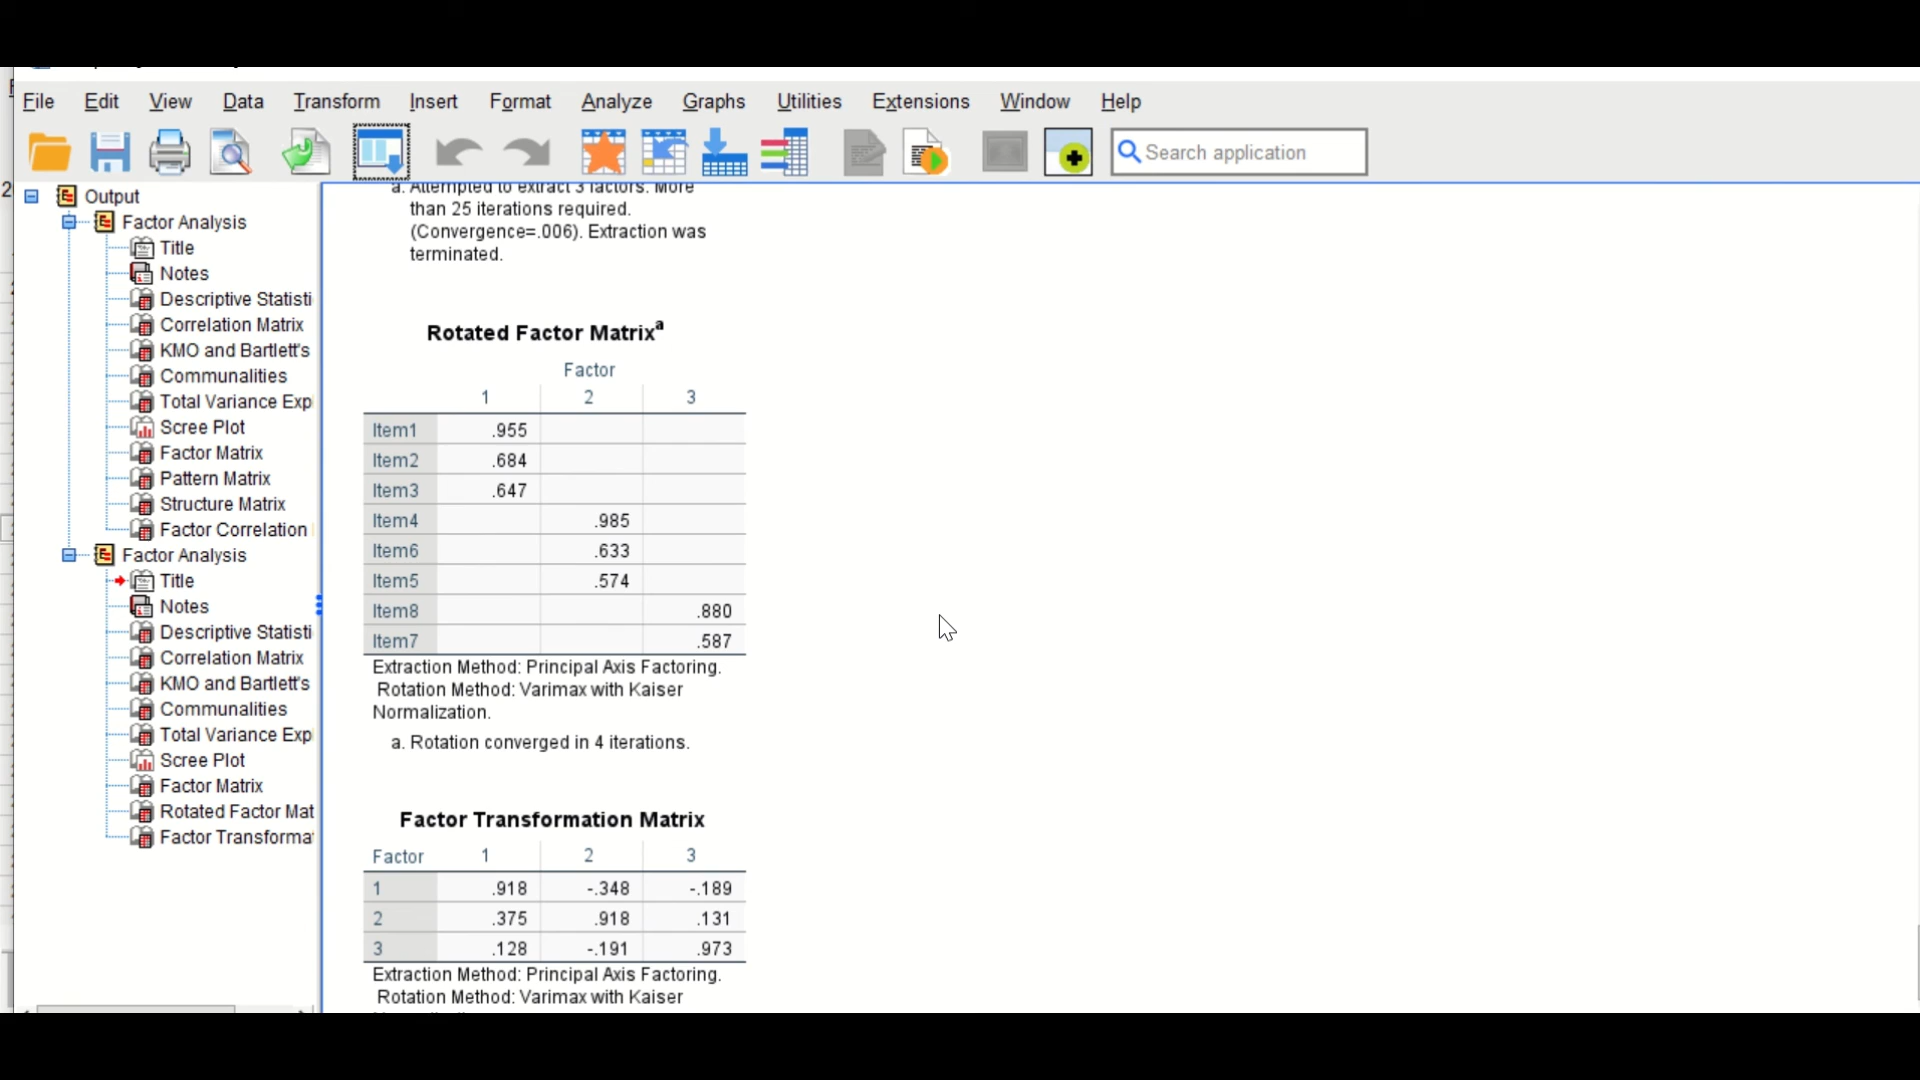 File Edit View Data Transform Insert Format Analyze Graphs Utilities Extensions Window Help
Search application
Output
Factor Analysis
Title
Notes
Descriptive Statisti
Correlation Matrix
KMO and Bartlett's
Communalities
Total Variance Exp
Scree Plot
Factor Matrix
Pattern Matrix
Structure Matrix
Factor Correlation
Factor Analysis
Title
Notes
Descriptive Statisti
Correlation Matrix
KMO and Bartlett's
Communalities
Total Variance Exp
Scree Plot
Factor Matrix
Rotated Factor Mat
Factor Transforma
a. Attempted to extract 3 factors. More
than 25 iterations required.
(Convergence=.006). Extraction was
terminated.
Rotated Factor Matrixa
Factor
1 2 3
Item1 .955
Item2 .684
Item3 .647
Item4 .985
Item6 .633
Item5 .574
Item8 .880
Item7 .587
Extraction Method: Principal Axis Factoring.
Rotation Method: Varimax with Kaiser
Normalization.
a. Rotation converged in 4 iterations.
Factor Transformation Matrix
Factor 1 2 3
1 .918 -.348 -.189
2 .375 .918 .131
3 .128 -.191 .973
Extraction Method: Principal Axis Factoring.
Rotation Method: Varimax with Kaiser